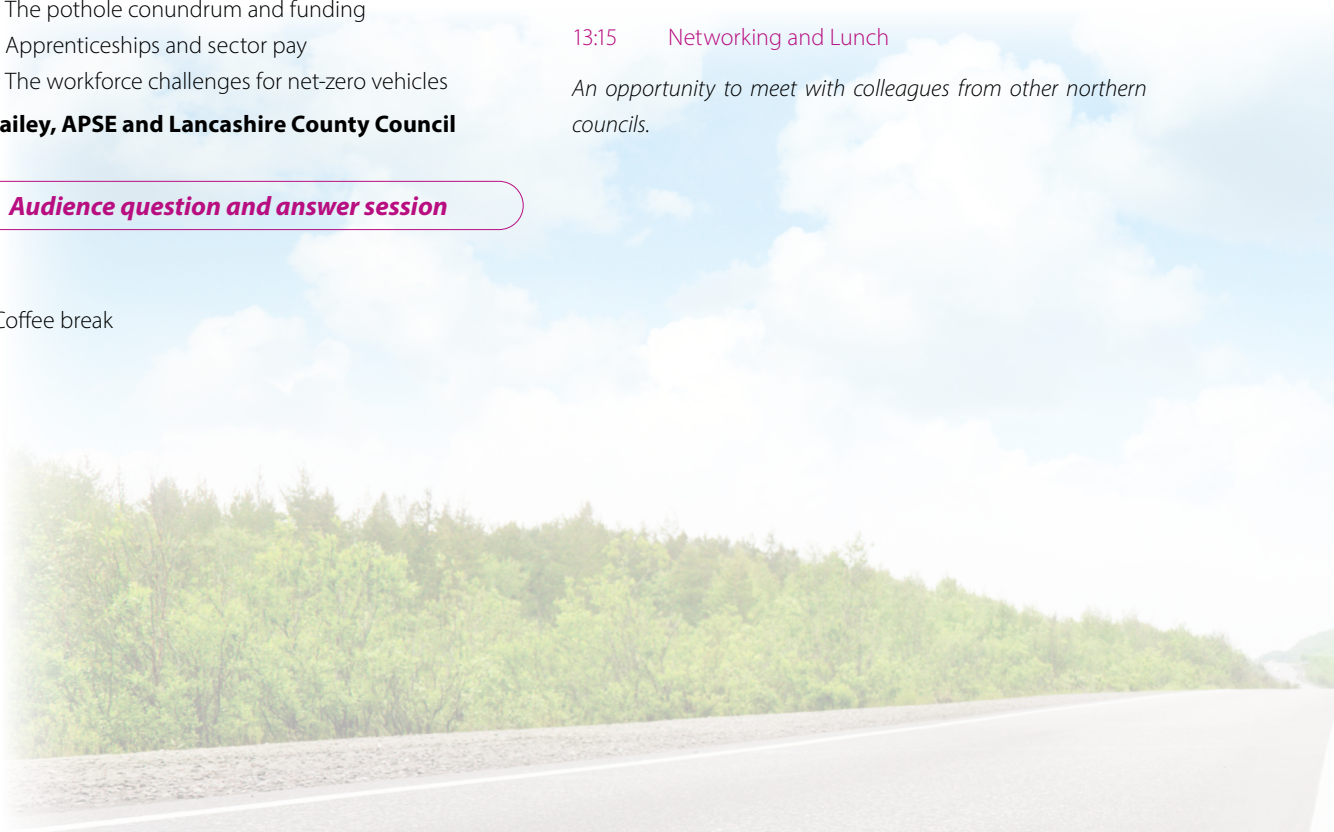 The pothole conundrum and funding
Apprenticeships and sector pay
The workforce challenges for net-zero vehicles
APSE and Lancashire County Council
Audience question and answer session
Coffee break
13:15 Networking and Lunch
An opportunity to meet with colleagues from other northern
councils.